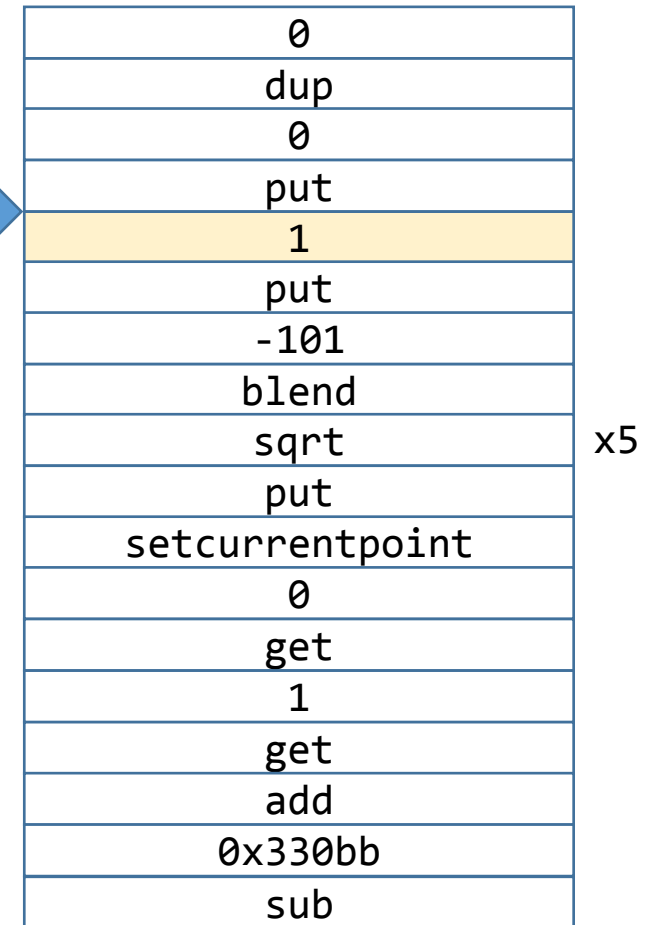 0
dup
0
put
1
put
-101
blend
sqrt x5
put
setcurrentpoint
0
get
1
get
add
0x330bb
sub